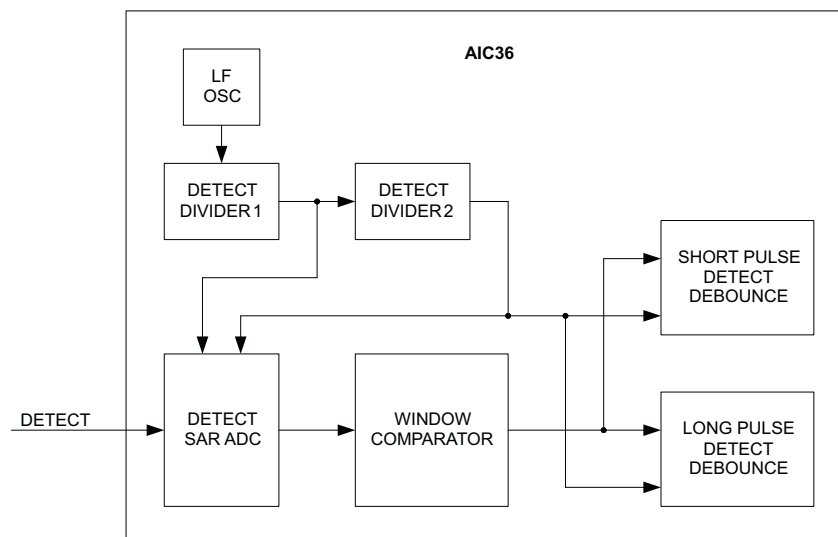 AIC36
LF
OSC
DETECT
DIVIDER 1
DETECT
DIVIDER 2
SHORT PULSE
DETECT
DEBOUNCE
DETECT
DETECT
SAR ADC
WINDOW
COMPARATOR
LONG PULSE
DETECT
DEBOUNCE